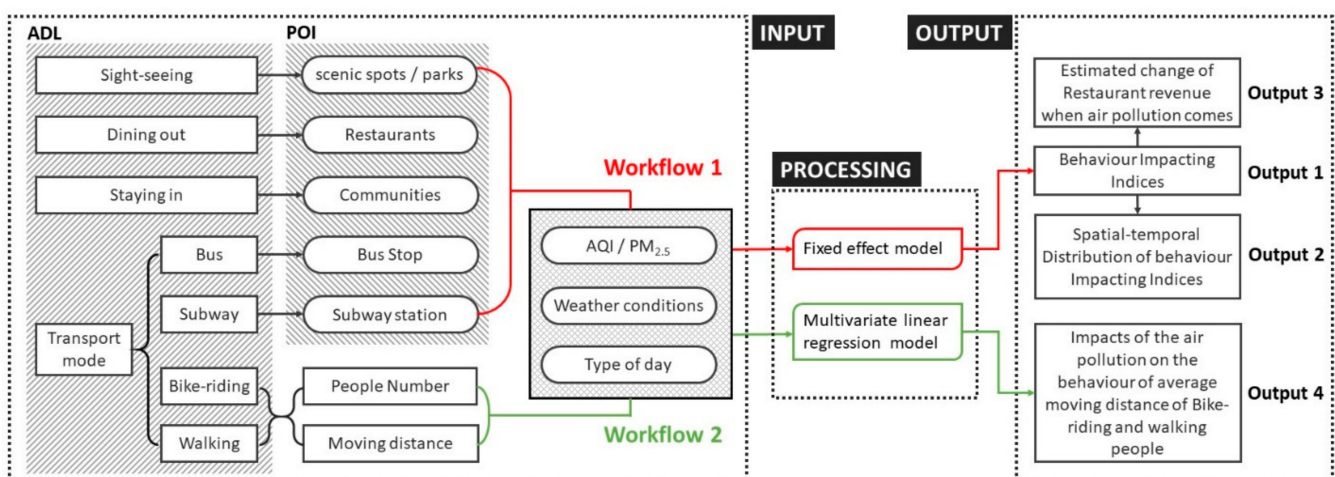 ADL
POI
INPUT
OUTPUT
Sight-seeing
scenic spots / parks
Dining out
Restaurants
Staying in
Communities
Bus
Bus Stop
Subway
Subway station
Transport
mode
Bike-riding
People Number
Walking
Moving distance
Workflow 1
AQI / PM2.5
Weather conditions
Type of day
Workflow 2
PROCESSING
Fixed effect model
Multivariate linear
regression model
Estimated change of
Restaurant revenue
when air pollution comes
Output 3
Behaviour Impacting
Indices
Output 1
Spatial-temporal
Distribution of behaviour
Impacting Indices
Output 2
Impacts of the air
pollution on the
behaviour of average
moving distance of Bike-
riding and walking
people
Output 4